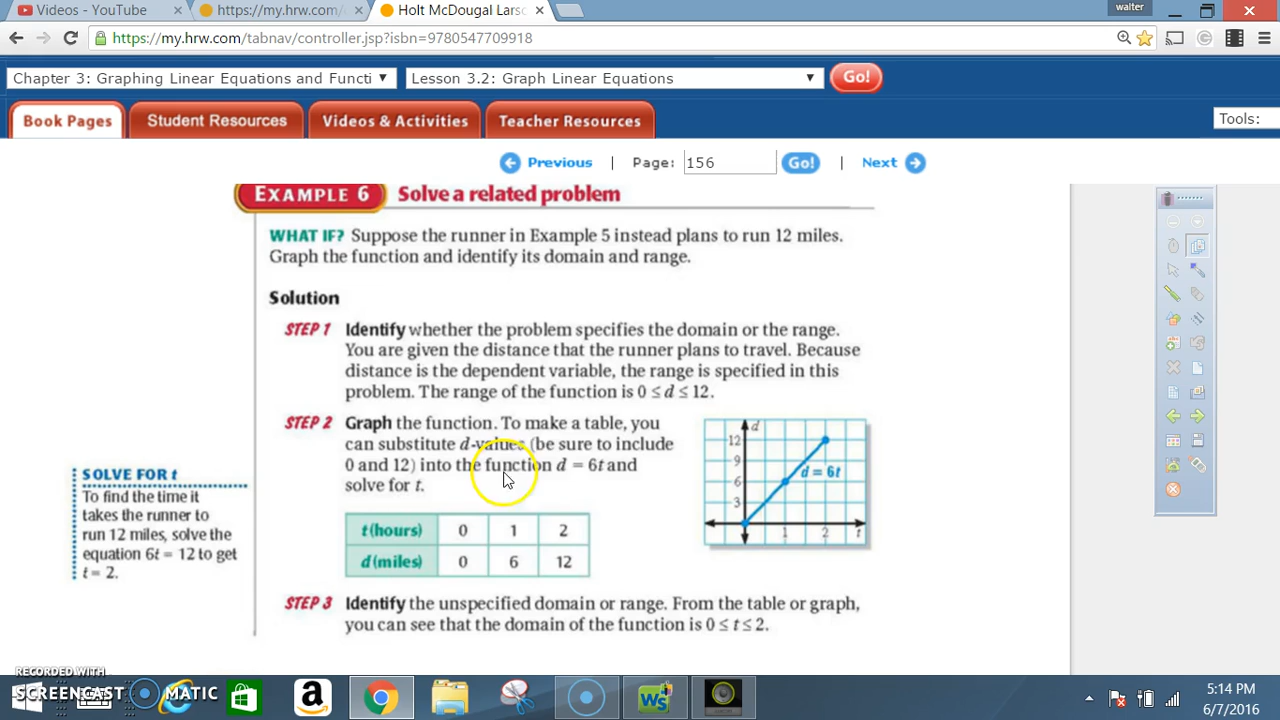 Videos - YouTube
https://my.hrw.com/
Holt McDougal Lars
walter
https://my.hrw.com/tabnav/controller.jsp?isbn=9780547709918
Chapter 3: Graphing Linear Equations and Functi
Lesson 3.2: Graph Linear Equations
Go!
Book Pages
Student Resources
Videos & Activities
Teacher Resources
Tools:
Previous | Page: 156 Go! | Next
EXAMPLE 6 Solve a related problem
WHAT IF? Suppose the runner in Example 5 instead plans to run 12 miles.
Graph the function and identify its domain and range.
Solution
STEP 1 Identify whether the problem specifies the domain or the range.
You are given the distance that the runner plans to travel. Because
distance is the dependent variable, the range is specified in this
problem. The range of the function is 0 ≤ d ≤ 12.
STEP 2 Graph the function. To make a table, you
can substitute d-values (be sure to include
0 and 12) into the function d = 6t and
solve for t.
SOLVE FOR t
To find the time it
takes the runner to
run 12 miles, solve the
equation 6t = 12 to get
t = 2.
d
12
9
6
3
d = 6t
1 2 t
t(hours) 0 1 2
d(miles) 0 6 12
STEP 3 Identify the unspecified domain or range. From the table or graph,
you can see that the domain of the function is 0 ≤ t ≤ 2.
RECORDED WITH
SCREENCAST MATIC
5:14 PM
6/7/2016